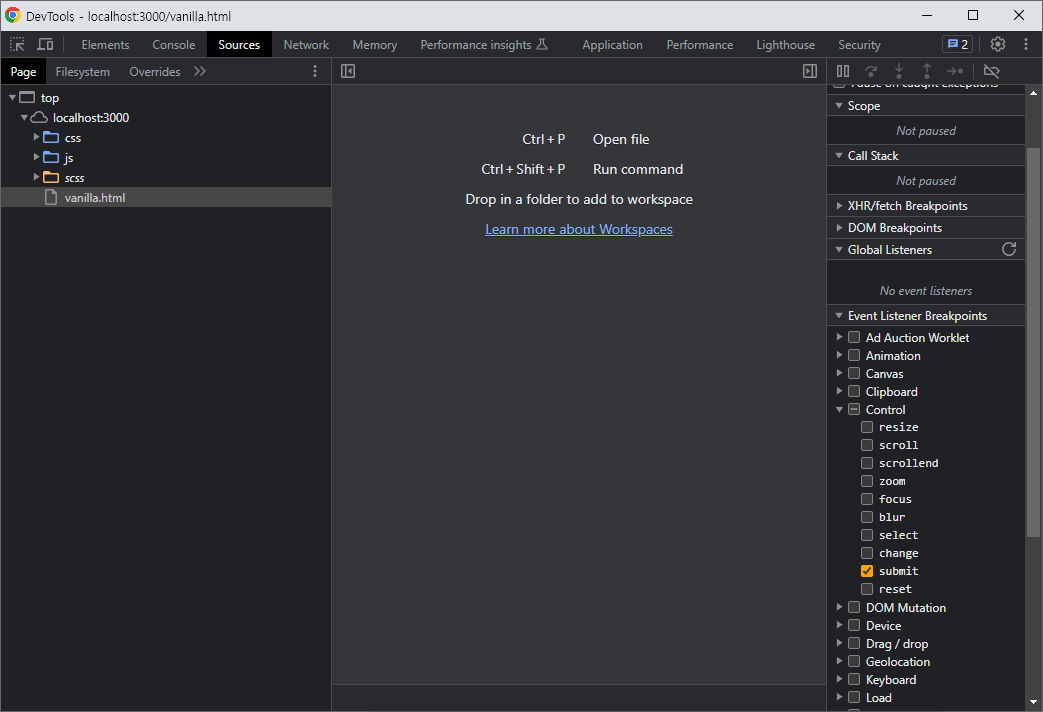 DevTools - localhost:3000/vanilla.html
Elements Console Sources Network Memory Performance insights Application Performance Lighthouse Security 2
Page Filesystem Overrides
top
localhost:3000
css
js
scss
vanilla.html
Ctrl + P Open file
Ctrl + Shift + P Run command
Drop in a folder to add to workspace
Learn more about Workspaces
Pause on caught exceptions
Scope
Not paused
Call Stack
Not paused
XHR/fetch Breakpoints
DOM Breakpoints
Global Listeners
No event listeners
Event Listener Breakpoints
Ad Auction Worklet
Animation
Canvas
Clipboard
Control
resize
scroll
scrollend
zoom
focus
blur
select
change
submit
reset
DOM Mutation
Device
Drag / drop
Geolocation
Keyboard
Load